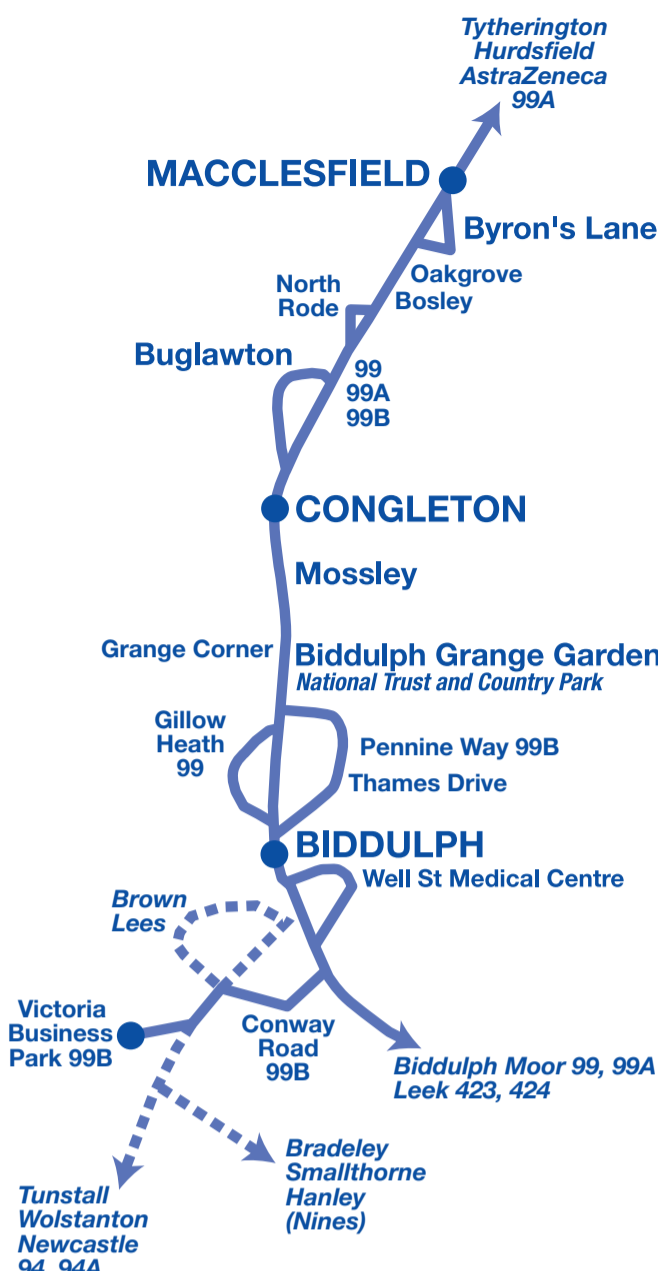 Tytherington
Hurdsfield
AstraZeneca
99A
MACCLESFIELD
Byron's Lane
Oakgrove
Bosley
North
Rode
Buglawton
99
99A
99B
CONGLETON
Mossley
Grange Corner
Biddulph Grange Garden
National Trust and Country Park
Gillow
Heath
99
Pennine Way 99B
Thames Drive
BIDDULPH
Well St Medical Centre
Brown
Lees
Victoria
Business
Park 99B
Conway
Road
99B
Biddulph Moor 99, 99A
Leek 423, 424
Bradeley
Smallthorne
Hanley
(Nines)
Tunstall
Wolstanton
Newcastle
94, 94A